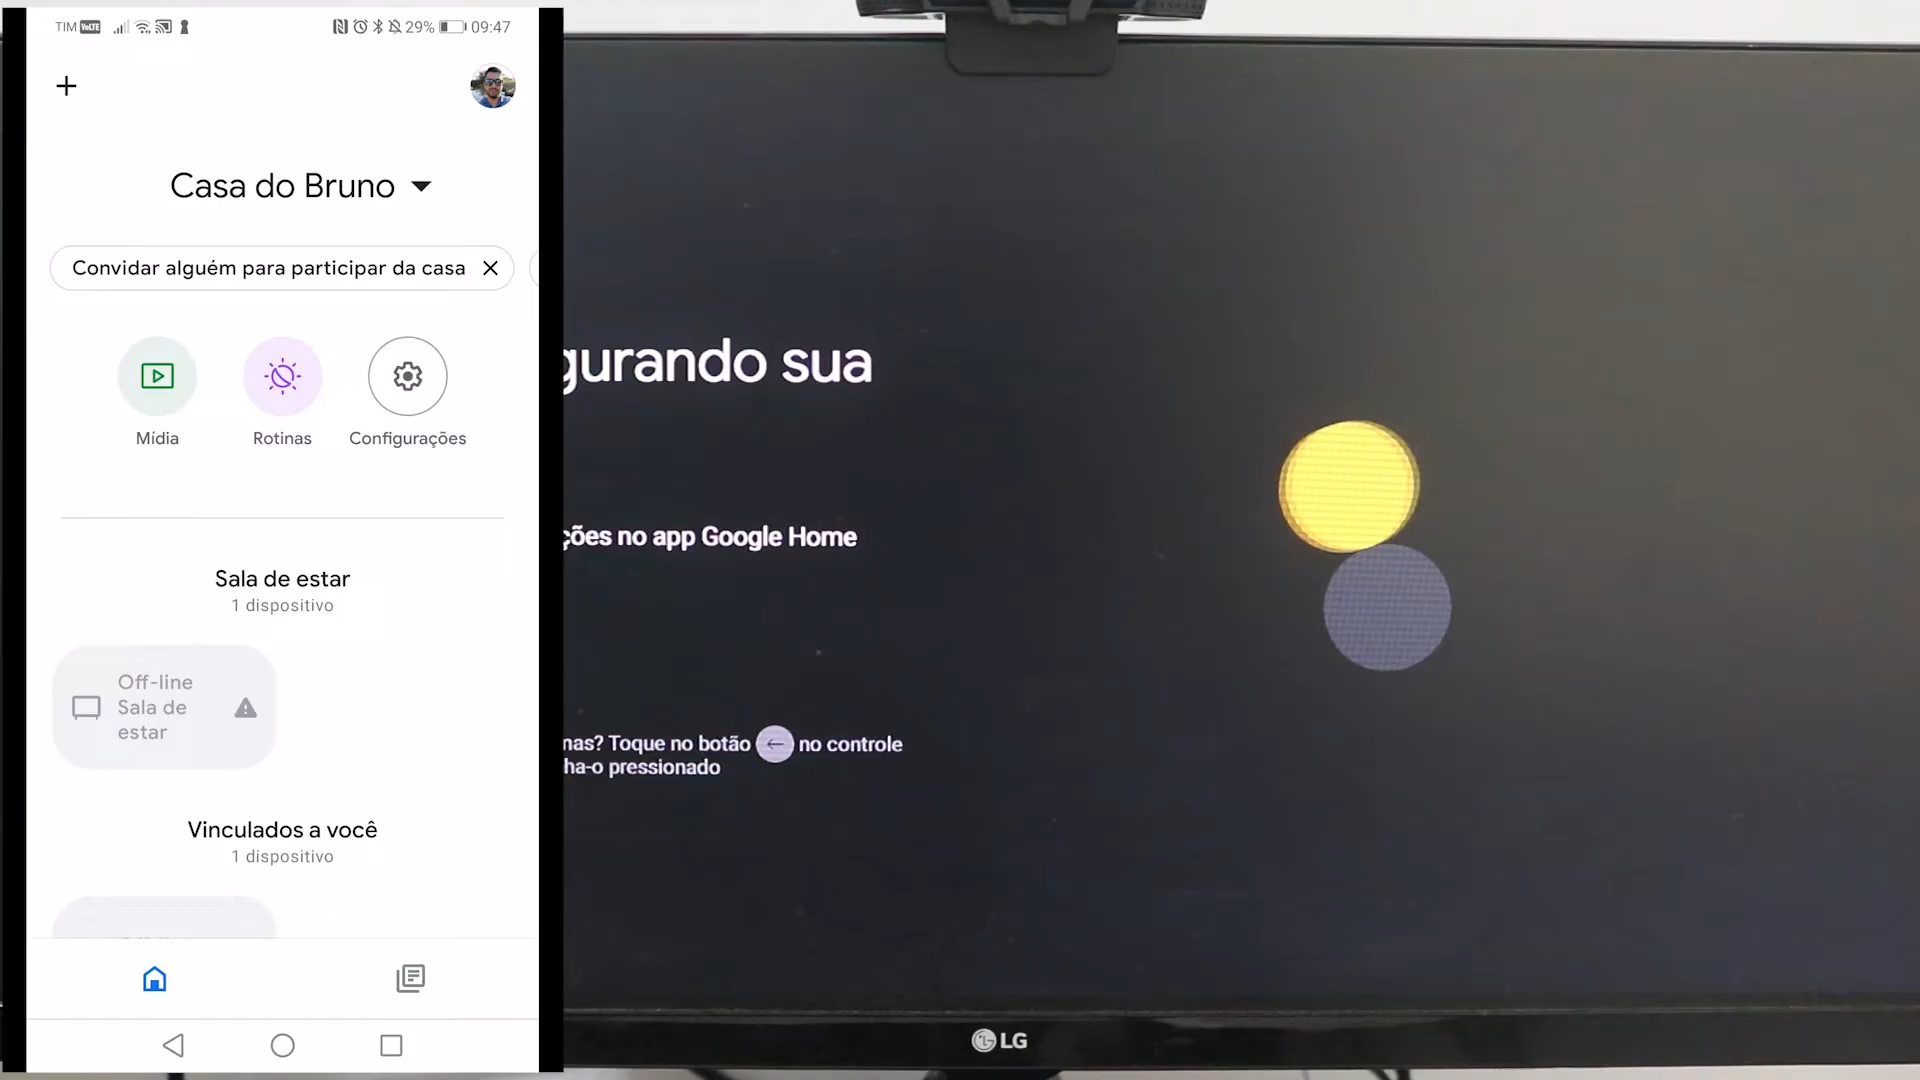 TIM VoLTE 29% 09:47
Casa do Bruno
Convidar alguém para participar da casa
Mídia Rotinas Configurações
Sala de estar
1 dispositivo
Off-line
Sala de
estar
Vinculados a você
1 dispositivo
gurando sua
ções no app Google Home
nas? Toque no botão no controle
ha-o pressionado
LG